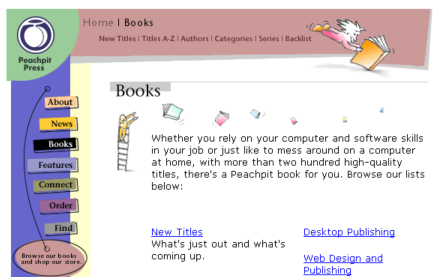 Home | Books
New Titles | Titles A-Z | Authors | Categories | Series | Backlist
Peachpit
Press
About
News
Books
Features
Connect
Order
Find
Browse our books
and shop our store.
Books
Whether you rely on your computer and software skills
in your job or just like to mess around on a computer
at home, with more than two hundred high-quality
titles, there's a Peachpit book for you. Browse our lists
below:
New Titles
What's just out and what's
coming up.
Desktop Publishing
Web Design and
Publishing